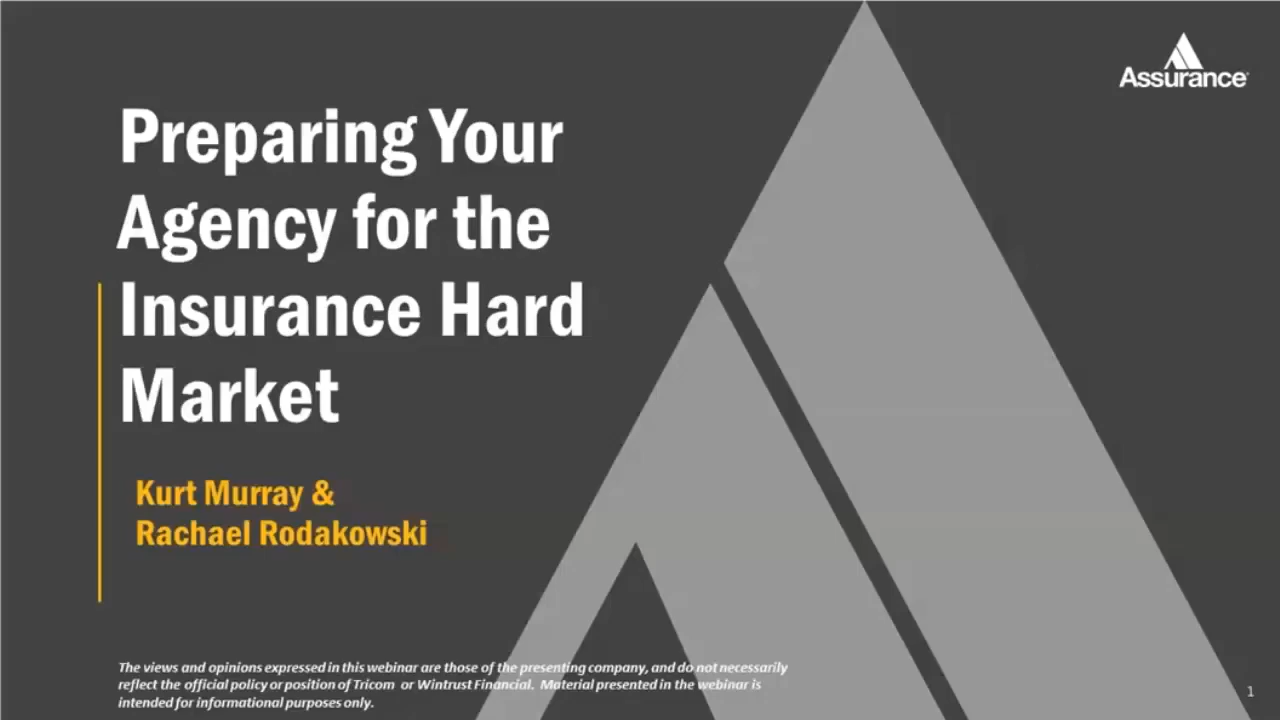 Assurance
Preparing Your
Agency for the
Insurance Hard
Market
Kurt Murray &
Rachael Rodakowski
The views and opinions expressed in this webinar are those of the presenting company, and do not necessarily
reflect the official policy or position of Tricom or Wintrust Financial. Material presented in the webinar is
intended for informational purposes only.
1